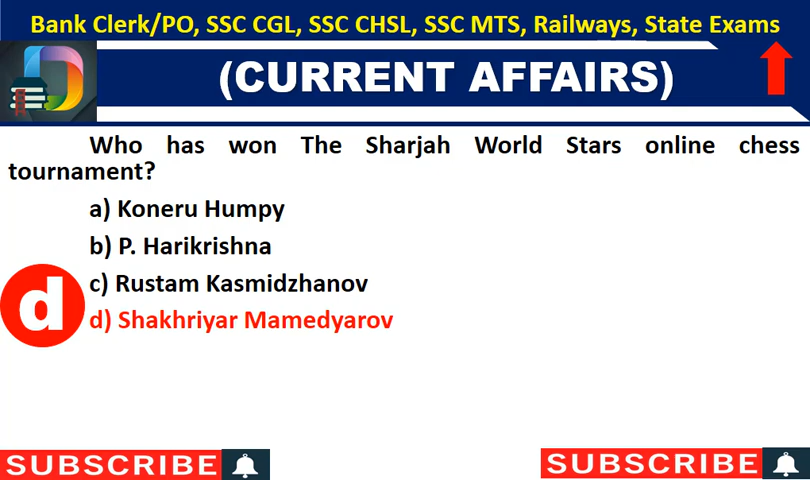 Bank Clerk/PO, SSC CGL, SSC CHSL, SSC MTS, Railways, State Exams
(CURRENT AFFAIRS)
Who has won The Sharjah World Stars online chess
tournament?
a) Koneru Humpy
b) P. Harikrishna
c) Rustam Kasmidzhanov
d
d) Shakhriyar Mamedyarov
SUBSCRIBE
SUBSCRIBE